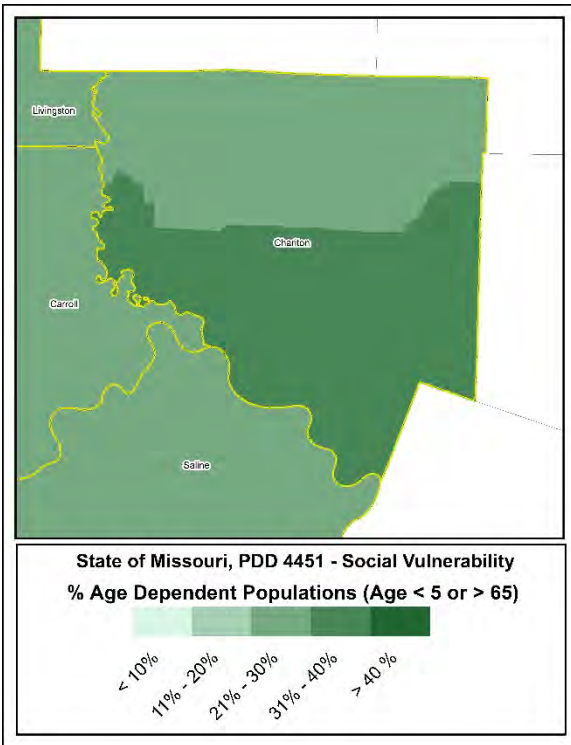 Livingston
Chariton
Carroll
Saline
State of Missouri, PDD 4451 - Social Vulnerability
% Age Dependent Populations (Age < 5 or > 65)
< 10%
11% - 20%
21% - 30%
31% - 40%
> 40 %